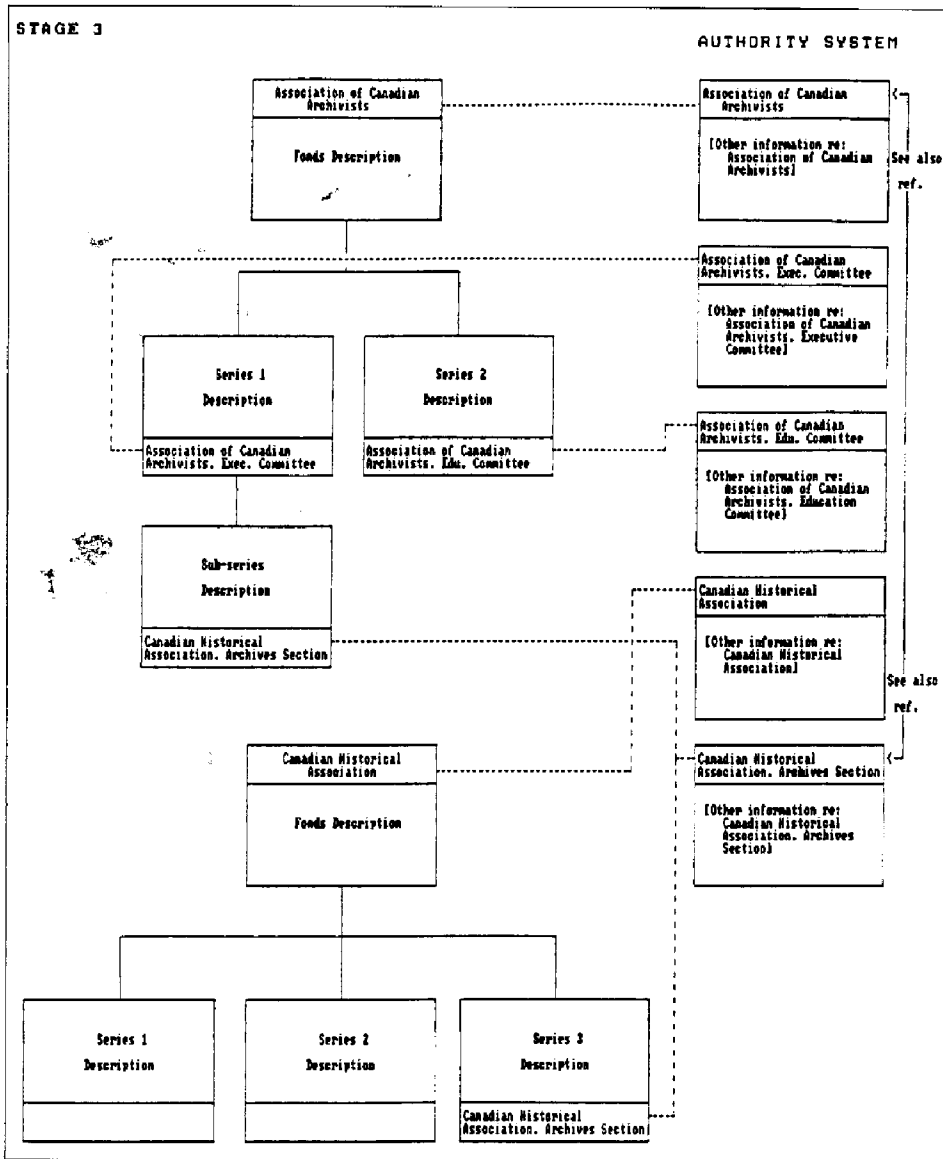 STAGE 3
AUTHORITY SYSTEM
Association of Canadian
Archivists
Fonds Description
Association of Canadian
Archivists
[Other information re:
Association of Canadian
Archivists]
See also
ref.
Association of Canadian
Archivists. Exec. Committee
[Other information re:
Association of Canadian
Archivists. Executive
Committee]
Series 1
Description
Association of Canadian
Archivists. Exec. Committee
Series 2
Description
Association of Canadian
Archivists. Edu. Committee
Association of Canadian
Archivists. Edu. Committee
[Other information re:
Association of Canadian
Archivists. Education
Committee]
Sub-series
Description
Canadian Historical
Association. Archives Section
Canadian Historical
Association
[Other information re:
Canadian Historical
Association]
See also
ref.
Canadian Historical
Association
Fonds Description
Canadian Historical
Association. Archives Section
[Other information re:
Canadian Historical
Association. Archives
Section]
Series 1
Description
Series 2
Description
Series 3
Description
Canadian Historical
Association. Archives Section